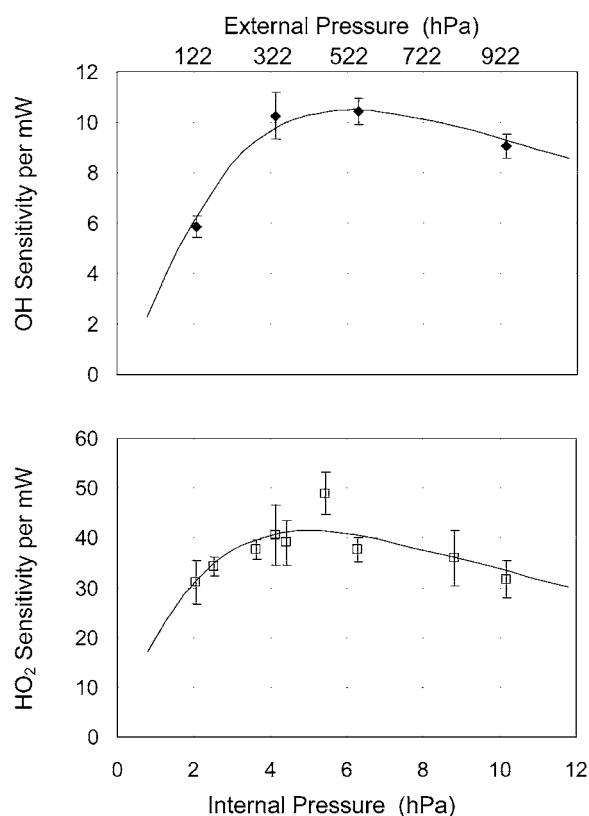 External Pressure (hPa)
122 322 522 722 922
12
10
8
6
4
2
0
OH Sensitivity per mW
60
50
40
30
20
10
0
HO₂ Sensitivity per mW
0 2 4 6 8 10 12
Internal Pressure (hPa)